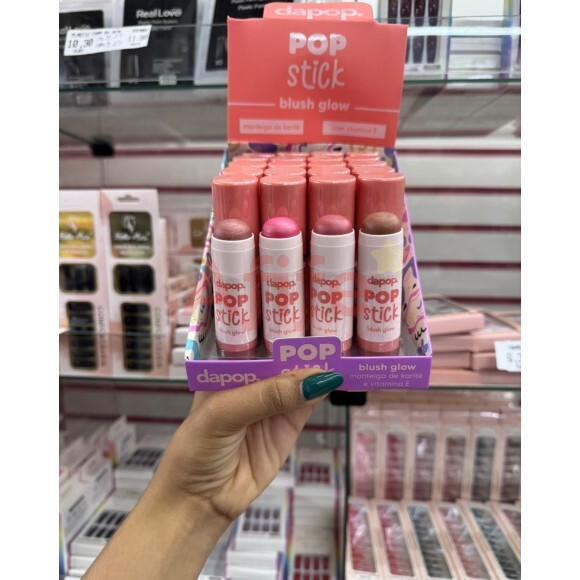 Real Love
10,30
dapop.
POP
stick
blush glow
manteiga de karité
com vitamina E
dapop.
POP
stick
blush glow
dapop.
POP
stick
blush glow
dapop.
POP
stick
blush glow
dapop.
POP
stick
blush glow
POP
stick
dapop.
blush glow
manteiga de karité
e vitamina E